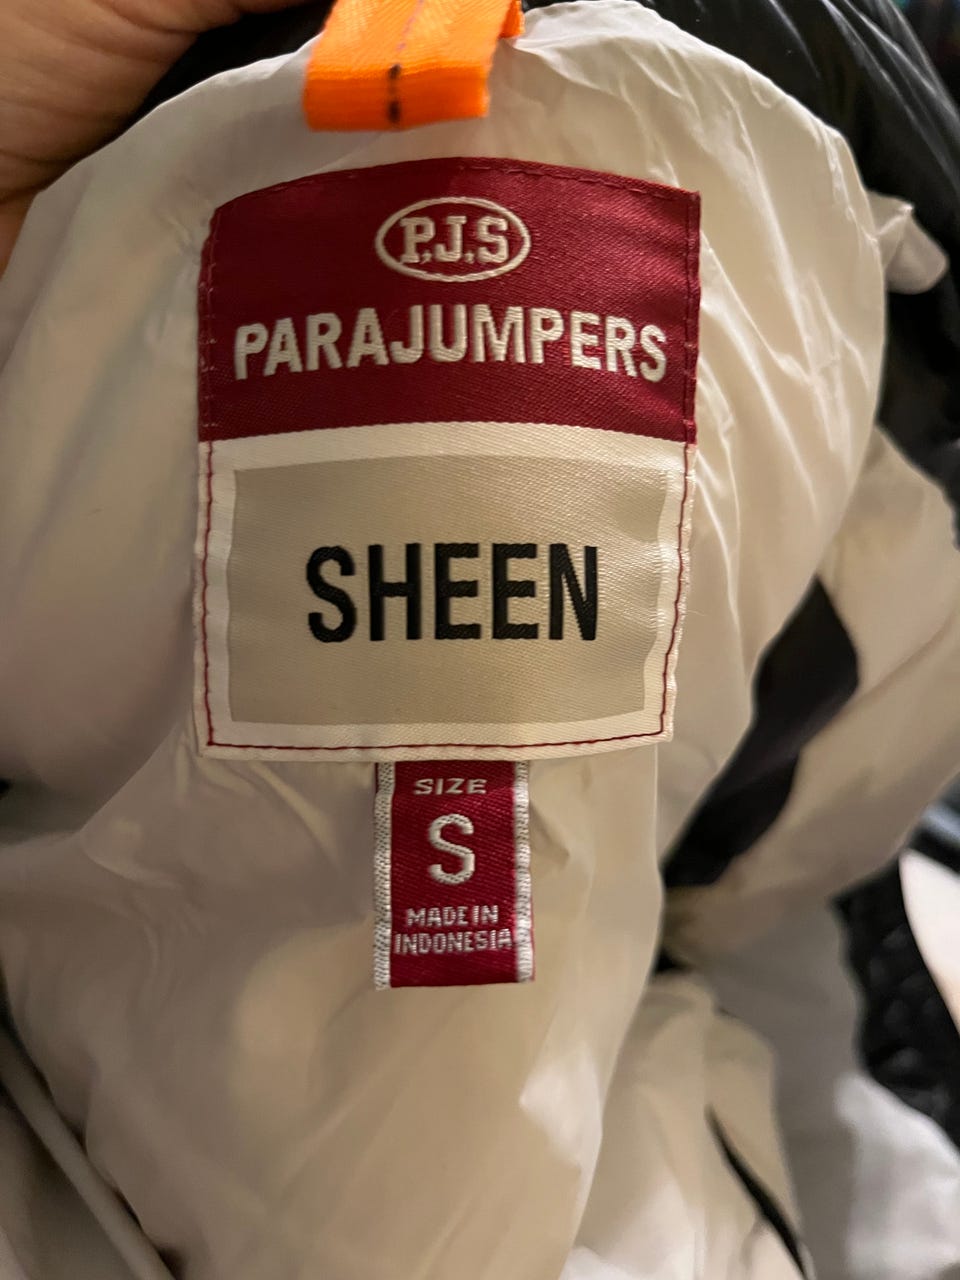 P.J.S
PARAJUMPERS
SHEEN
SIZE
S
MADE IN
INDONESIA